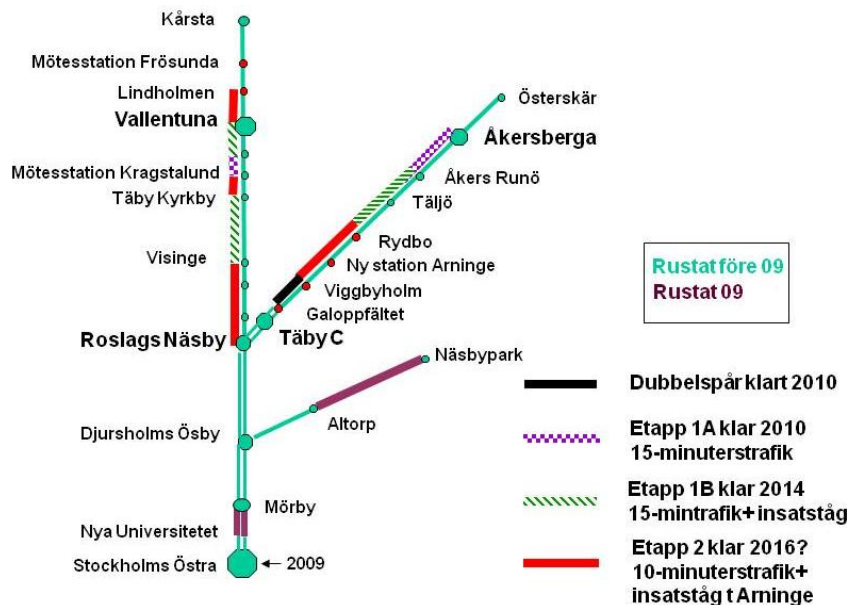 Kårsta
Mötesstation Frösunda
Lindholmen
Vallentuna
Mötesstation Kragstalund
Täby Kyrkby
Visinge
Roslags Näsby
Djursholms Ösby
Nya Universitetet
Stockholms Östra
2009
Mörby
Altorp
Näsbypark
Täby C
Galoppfältet
Viggbyholm
Ny station Arninge
Rydbo
Täljö
Åkers Runö
Åkersberga
Österskär
Rustat före 09
Rustat 09
Dubbelspår klart 2010
Etapp 1A klar 2010
15-minuterstrafik
Etapp 1B klar 2014
15-mintrafik+ insatståg
Etapp 2 klar 2016?
10-minuterstrafik+
insatståg t Arninge